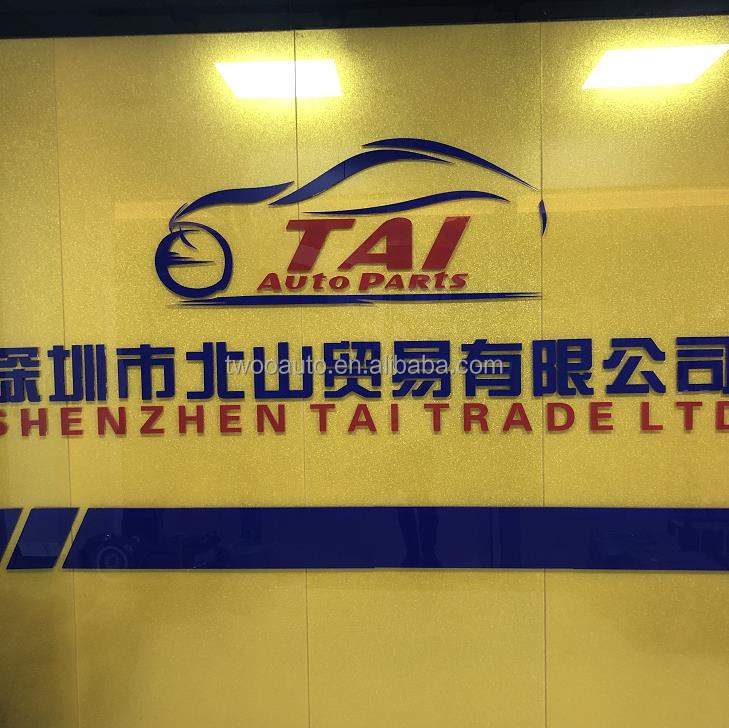 TAI
AUTO PARTS
深圳市北山贸易有限公司
twooauto.en.alibaba.com
SHENZHEN TAI TRADE LTD